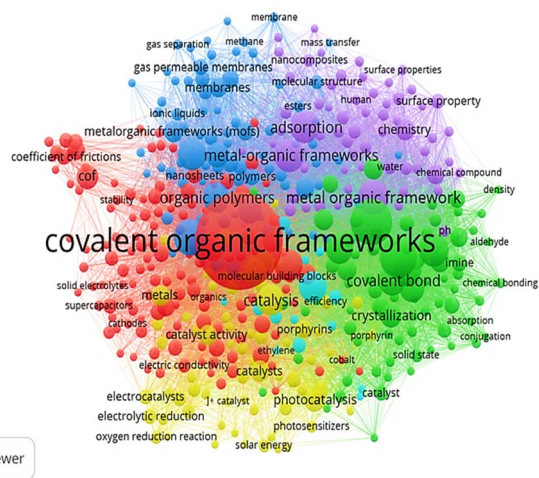 membrane
gas separation
methane
mass transfer
nanocomposites
gas permeable membranes
surface properties
molecular structure
membranes
esters
human
surface property
ionic liquids
metalorganic frameworks (mofs)
adsorption
chemistry
coefficient of frictions
metal-organic frameworks
water
cof
nanosheets
polymers
chemical compound
stability
organic polymers
metal organic framework
density
ph
covalent organic frameworks
aldehyde
imine
molecular building blocks
covalent bond
chemical bonding
solid electrolytes
metals
organics
catalysis
efficiency
supercapacitors
crystallization
absorption
cathodes
catalyst activity
porphyrins
porphyrin
conjugation
ethylene
solid state
electric conductivity
catalysts
cobalt
electrocatalysts
]+ catalyst
photocatalysis
catalyst
electrolytic reduction
photosensitizers
oxygen reduction reaction
solar energy
ewer